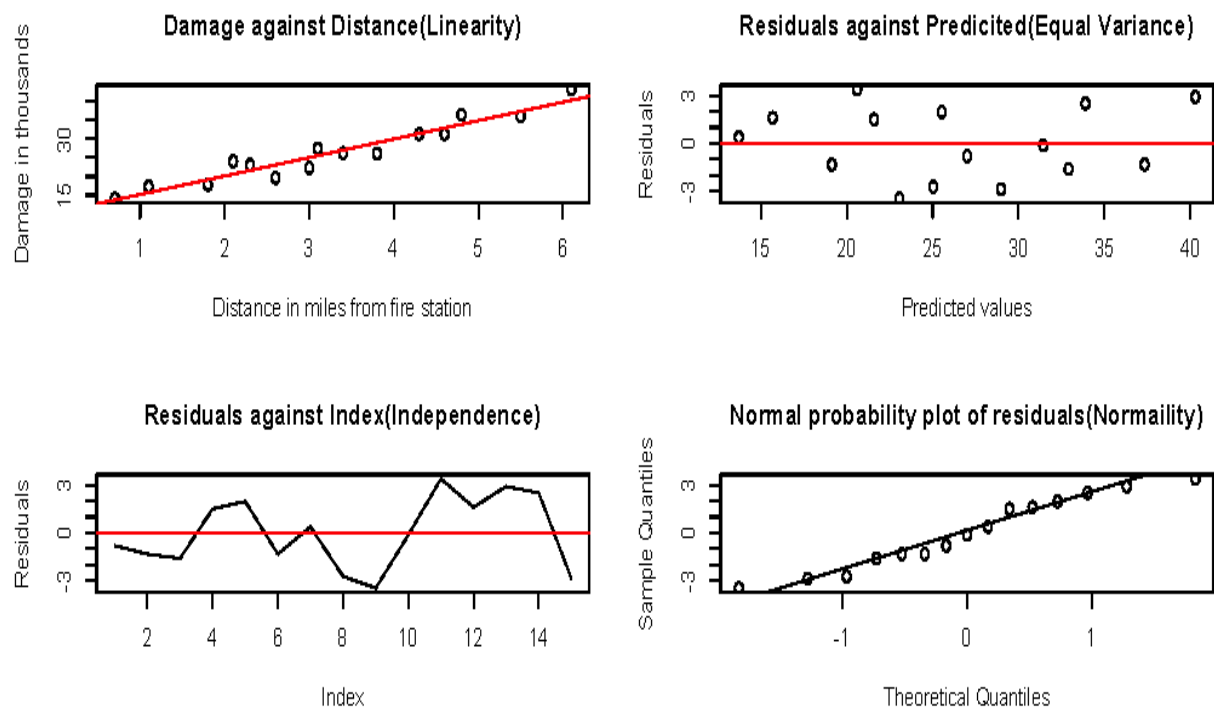 Damage against Distance(Linearity)
Damage in thousands
15 30
1 2 3 4 5 6
Distance in miles from fire station
Residuals against Predicited(Equal Variance)
Residuals
-3 0 3
15 20 25 30 35 40
Predicted values
Residuals against Index(Independence)
Residuals
-3 0 3
2 4 6 8 10 12 14
Index
Normal probability plot of residuals(Normaility)
Sample Quantiles
-3 0 3
-1 0 1
Theoretical Quantiles